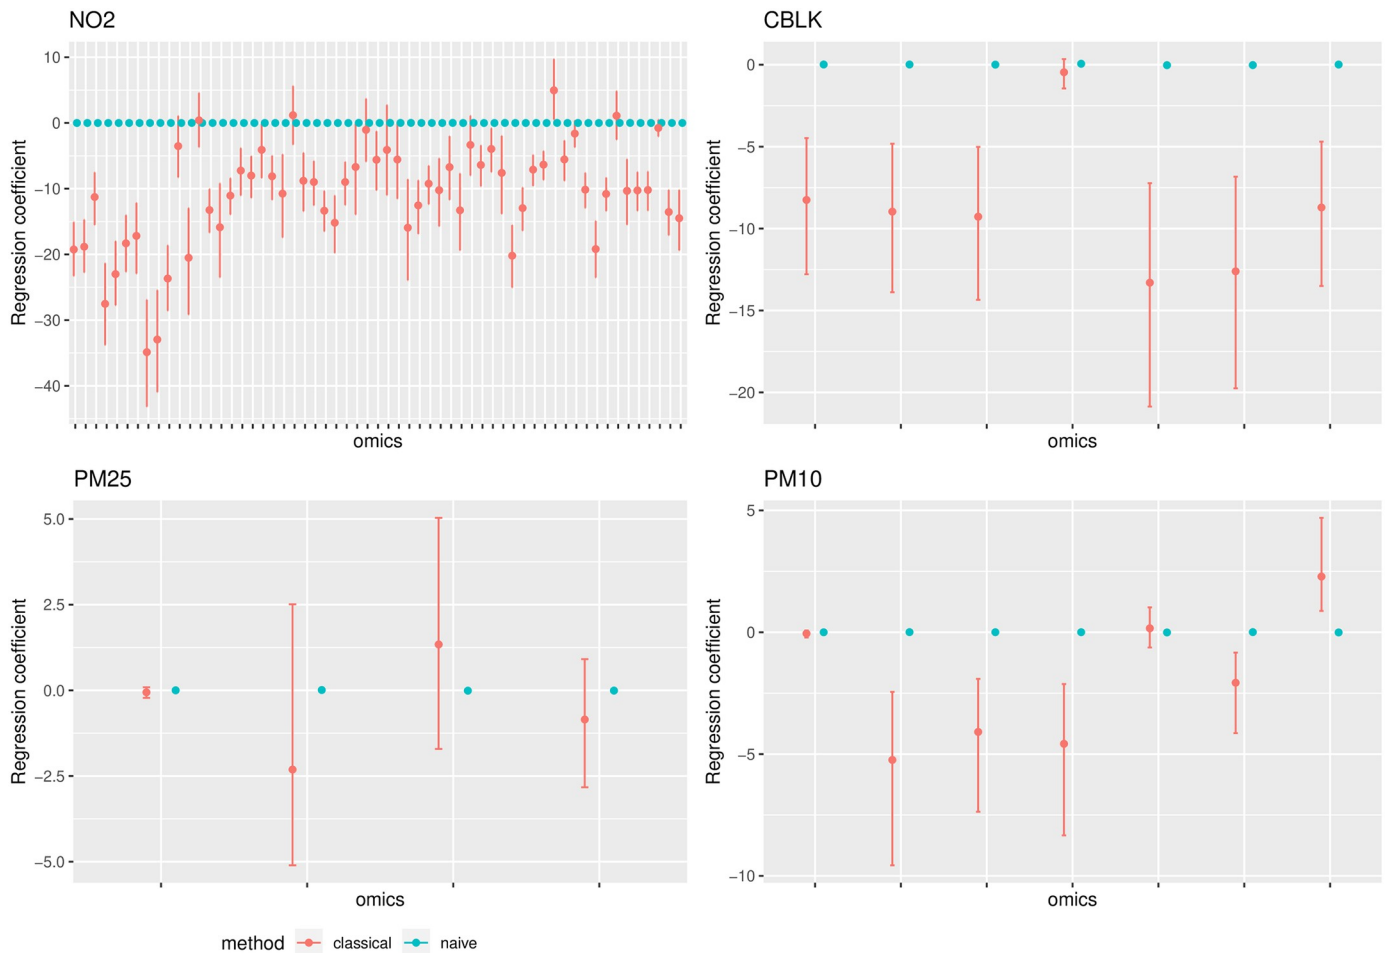 NO2
10
0
−10
−20
−30
−40
Regression coefficient
omics
CBLK
0
−5
−10
−15
−20
Regression coefficient
omics
PM25
5.0
2.5
0.0
−2.5
−5.0
Regression coefficient
omics
PM10
5
0
−5
−10
Regression coefficient
omics
method classical naive